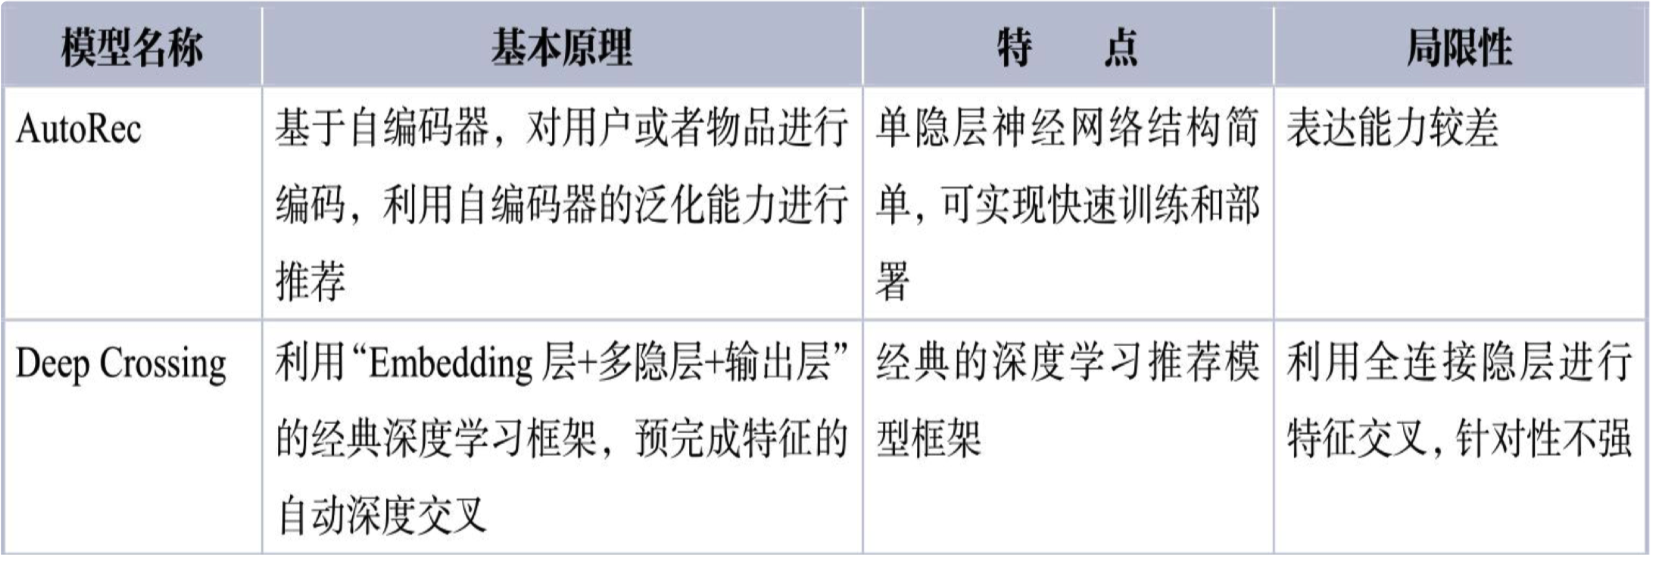 模型名称 基本原理 特 点 局限性
AutoRec 基于自编码器，对用户或者物品进行 单隐层神经网络结构简 表达能力较差
编码，利用自编码器的泛化能力进行 单，可实现快速训练和部
推荐 署
Deep Crossing 利用“Embedding 层+多隐层+输出层” 经典的深度学习推荐模 利用全连接隐层进行
的经典深度学习框架，预完成特征的 型框架 特征交叉，针对性不强
自动深度交叉